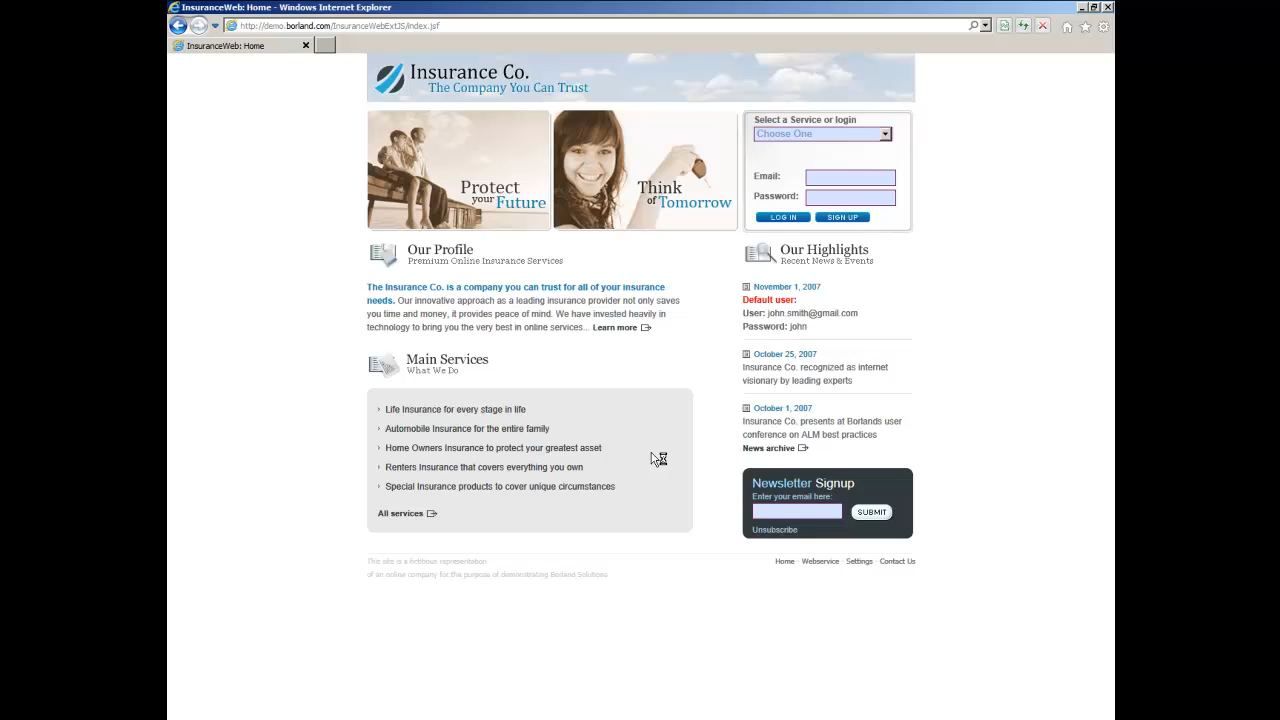 InsuranceWeb: Home - Windows Internet Explorer
http://demo.borland.com/InsuranceWebExtJS/index.jsf
InsuranceWeb: Home
Insurance Co.
The Company You Can Trust
Protect
your Future
Think
of Tomorrow
Select a Service or login
Choose One
Email:
Password:
LOG IN
SIGN UP
Our Profile
Premium Online Insurance Services
The Insurance Co. is a company you can trust for all of your insurance
needs. Our innovative approach as a leading insurance provider not only saves
you time and money, it provides peace of mind. We have invested heavily in
technology to bring you the very best in online services... Learn more
Main Services
What We Do
Life Insurance for every stage in life
Automobile Insurance for the entire family
Home Owners Insurance to protect your greatest asset
Renters Insurance that covers everything you own
Special Insurance products to cover unique circumstances
All services
Our Highlights
Recent News & Events
November 1, 2007
Default user:
User: john.smith@gmail.com
Password: john
October 25, 2007
Insurance Co. recognized as internet
visionary by leading experts
October 1, 2007
Insurance Co. presents at Borlands user
conference on ALM best practices
News archive
Newsletter Signup
Enter your email here:
SUBMIT
Unsubscribe
This site is a fictitious representation
of an online company for the purpose of demonstrating Borland Solutions
Home - Webservice - Settings - Contact Us